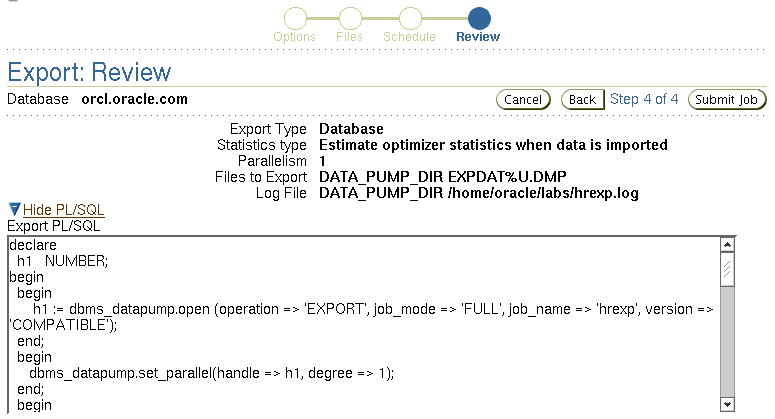 Options Files Schedule Review
Export: Review
Database orcl.oracle.com Cancel Back Step 4 of 4 Submit Job
Export Type Database
Statistics type Estimate optimizer statistics when data is imported
Parallelism 1
Files to Export DATA_PUMP_DIR EXPDAT%U.DMP
Log File DATA_PUMP_DIR /home/oracle/labs/hrexp.log
Hide PL/SQL
Export PL/SQL
declare
h1 NUMBER;
begin
begin
h1 := dbms_datapump.open (operation => 'EXPORT', job_mode => 'FULL', job_name => 'hrexp', version =>
'COMPATIBLE');
end;
begin
dbms_datapump.set_parallel(handle => h1, degree => 1);
end;
begin